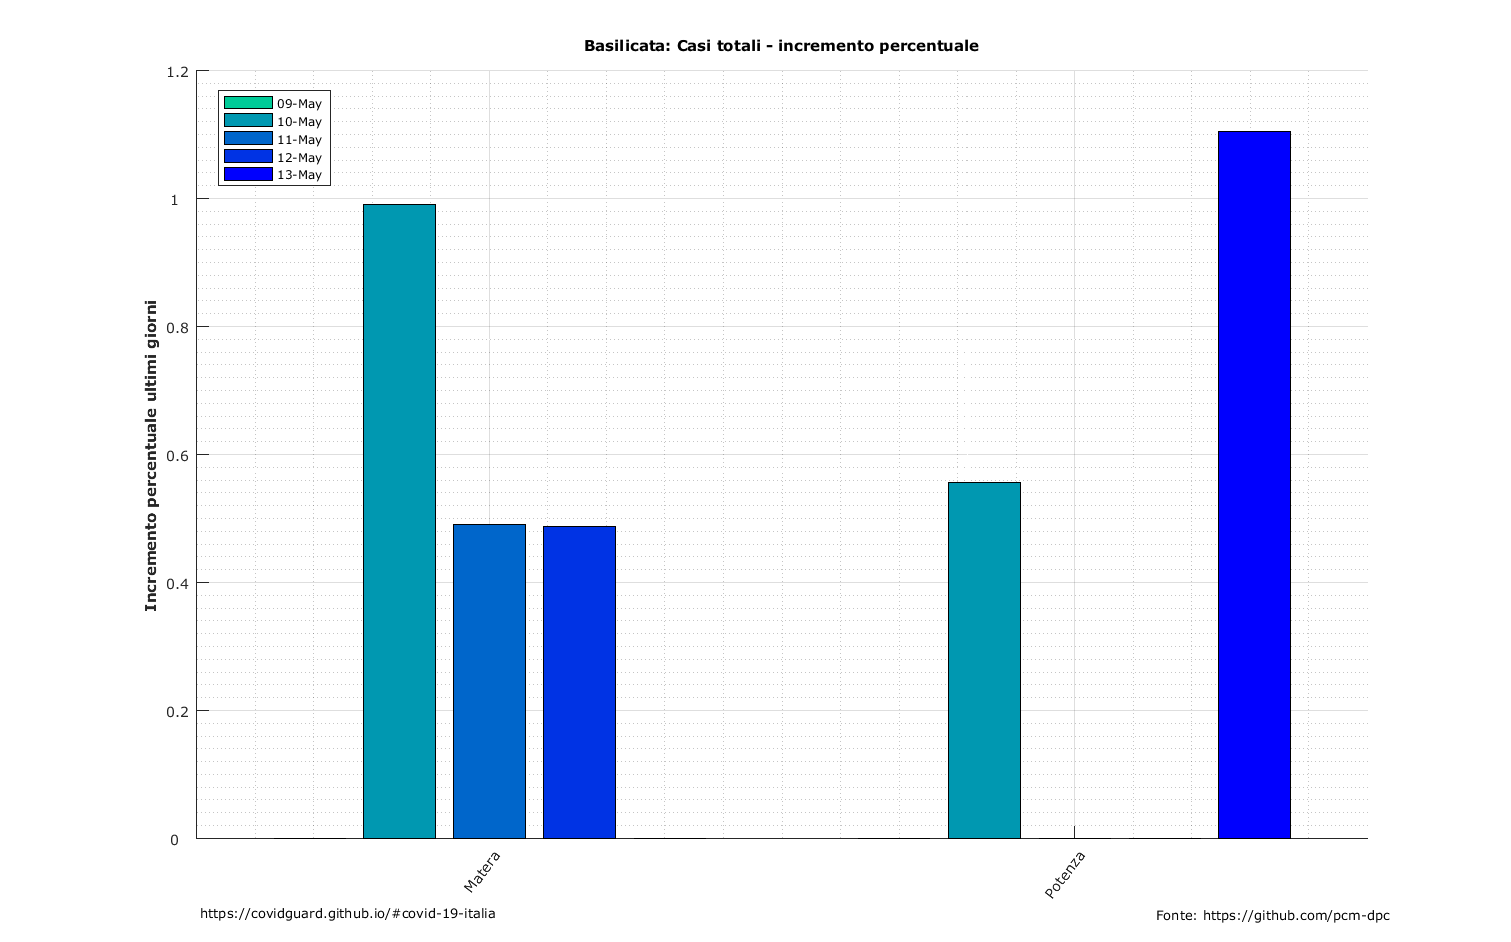 Basilicata: Casi totali - incremento percentuale
Incremento percentuale ultimi giorni
1.2
1
0.8
0.6
0.4
0.2
0
09-May
10-May
11-May
12-May
13-May
Matera
Potenza
https://covidguard.github.io/#covid-19-italia
Fonte: https://github.com/pcm-dpc